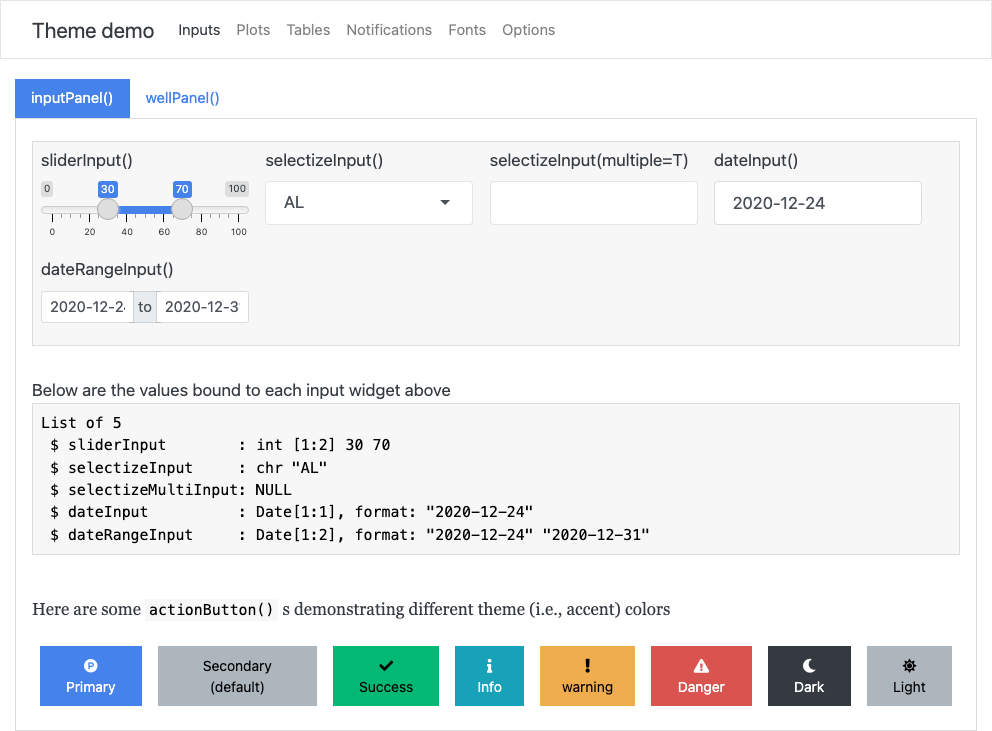 Theme demo Inputs Plots Tables Notifications Fonts Options
inputPanel() wellPanel()
sliderInput() selectizeInput() selectizeInput(multiple=T) dateInput()
0 30 70 100
AL
2020-12-24
0 20 40 60 80 100
dateRangeInput()
2020-12-2 to 2020-12-3
Below are the values bound to each input widget above
List of 5
$ sliderInput : int [1:2] 30 70
$ selectizeInput : chr "AL"
$ selectizeMultiInput: NULL
$ dateInput : Date[1:1], format: "2020-12-24"
$ dateRangeInput : Date[1:2], format: "2020-12-24" "2020-12-31"
Here are some actionButton() s demonstrating different theme (i.e., accent) colors
P
Primary
Secondary
(default)
Success
Info
warning
Danger
Dark
Light